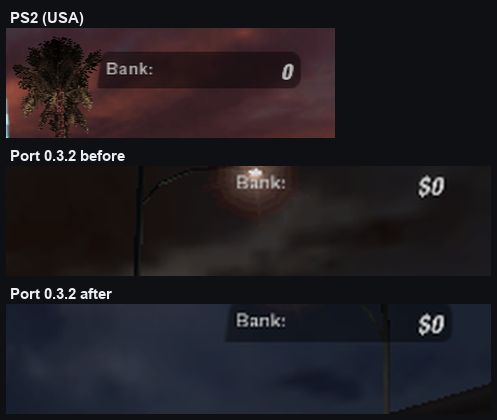 PS2 (USA)
Bank: 0
Port 0.3.2 before
Bank: $0
Port 0.3.2 after
Bank: $0